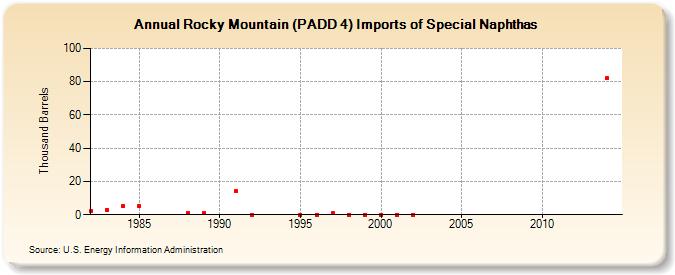 Annual Rocky Mountain (PADD 4) Imports of Special Naphthas
Thousand Barrels
100
80
60
40
20
0
1985 1990 1995 2000 2005 2010
Source: U.S. Energy Information Administration